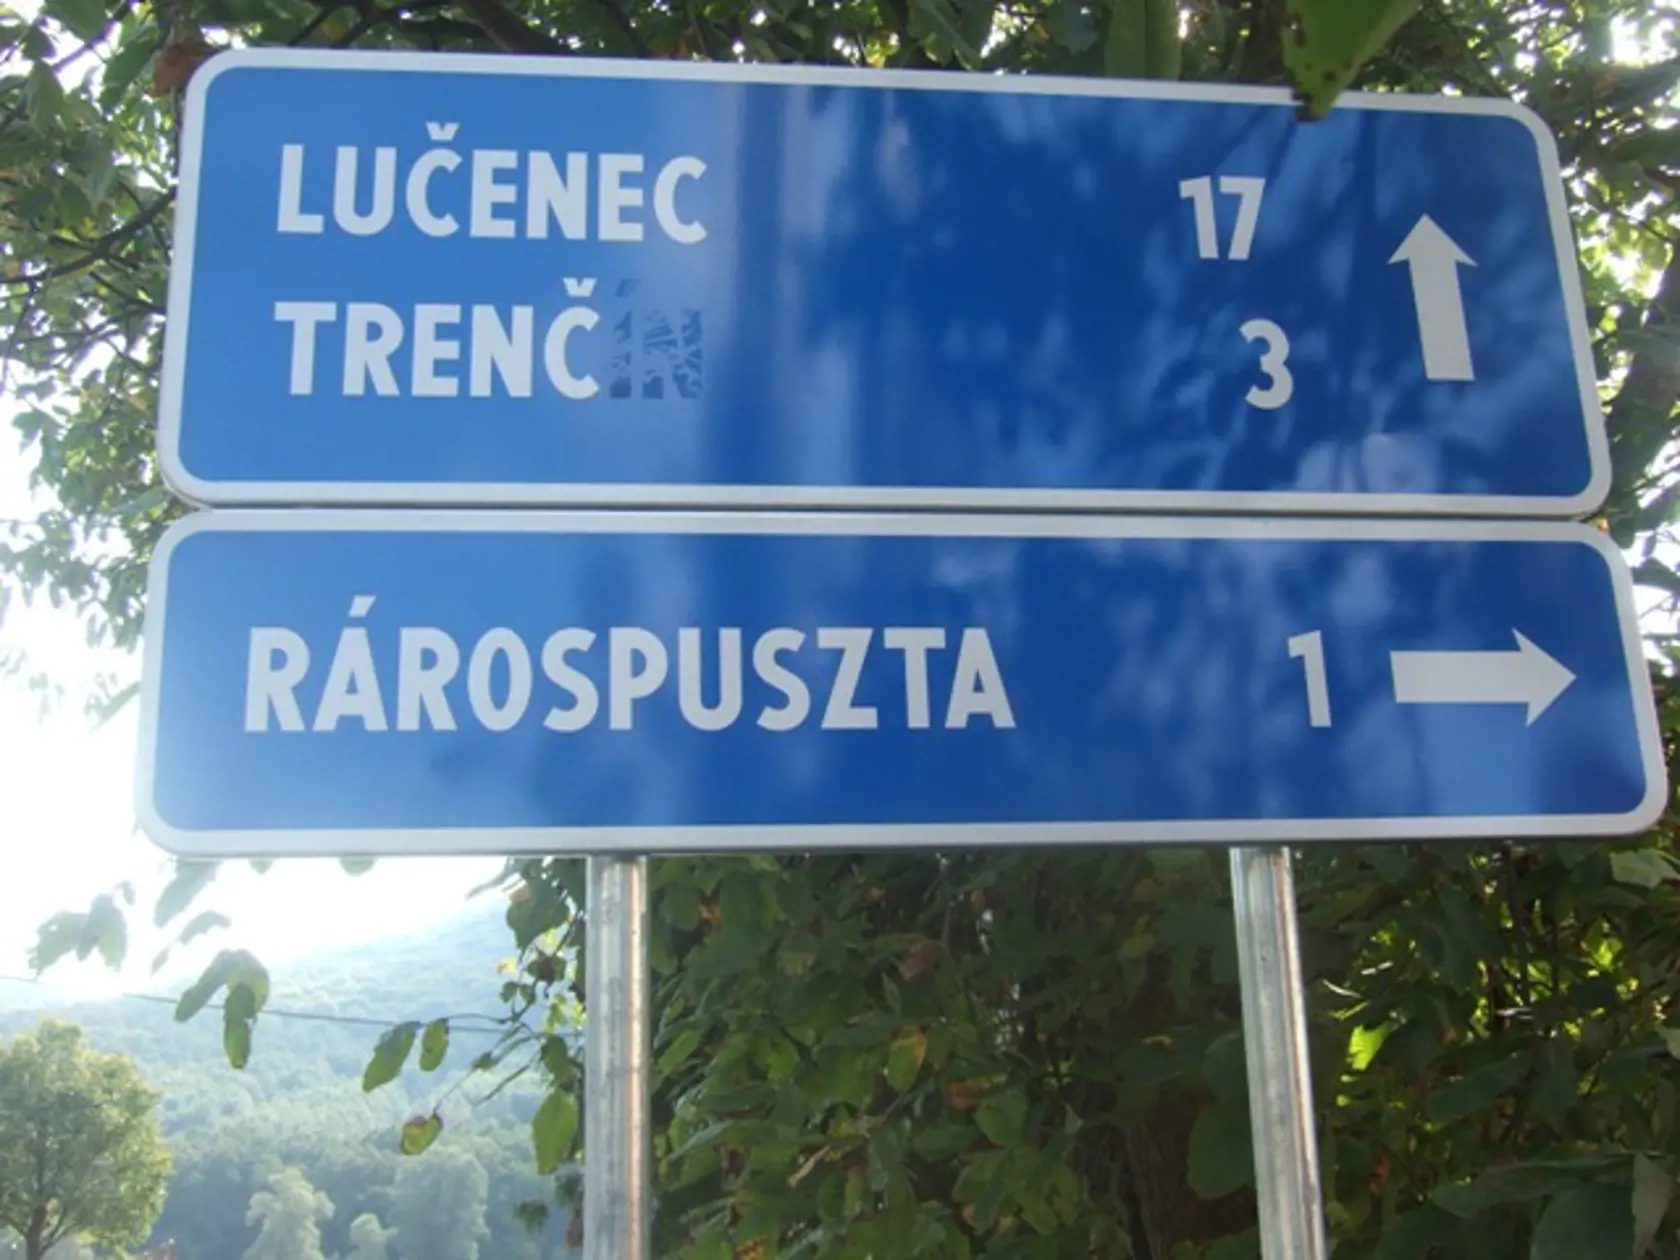 LUČENEC 17
TRENČ 3
RÁROSPUSZTA 1